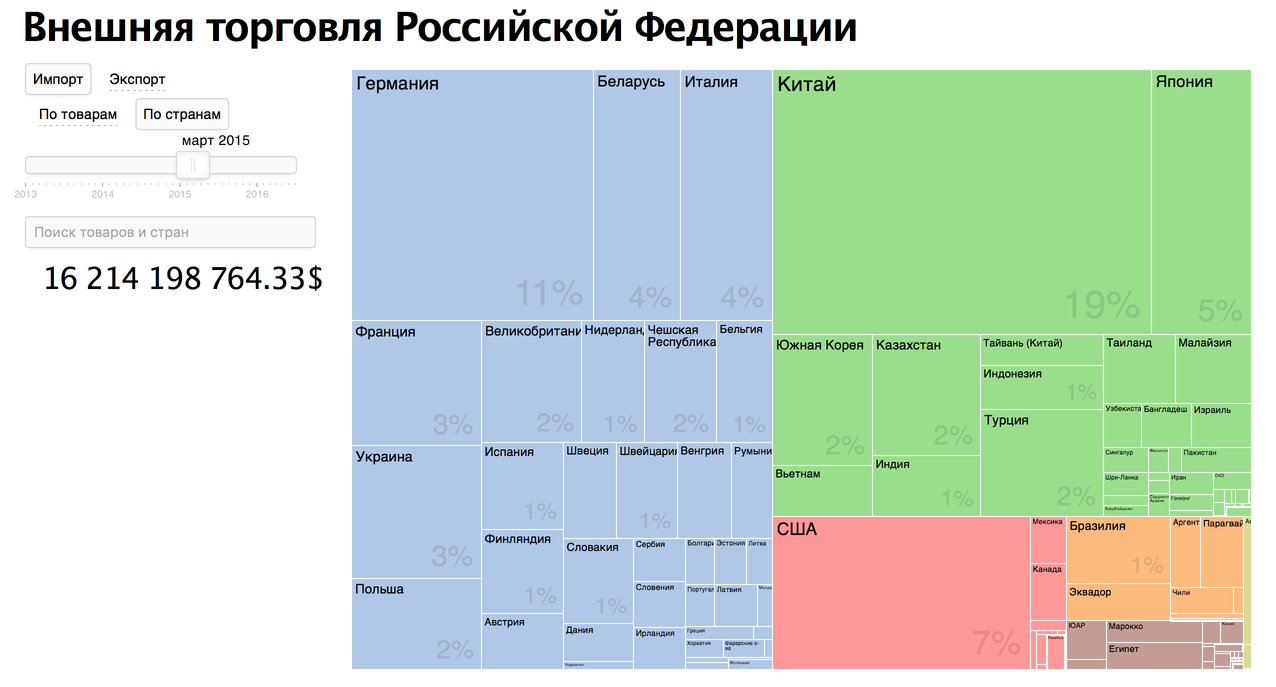 Внешняя торговля Российской Федерации
Импорт Экспорт
По товарам По странам
март 2015
2013 2014 2015 2016
Поиск товаров и стран
16 214 198 764.33$
Германия
11%
Беларусь
4%
Италия
4%
Франция
3%
Великобритани
2%
Нидерлан
1%
Чешская
Республика
2%
Бельгия
1%
Украина
3%
Польша
2%
Испания
1%
Финляндия
1%
Австрия
Швеция
Швейцария
1%
Венгрия
Румыни
Словакия
1%
Дания
Норвегия
Сербия
Словения
Ирландия
Болгари
Эстония
Литва
Португал
Латвия
Греция
Хорватия
Фарерские о-
ва
Исландия
Китай
19%
Япония
5%
Южная Корея
2%
Вьетнам
Казахстан
2%
Индия
1%
Тайвань (Китай)
Индонезия
1%
Турция
2%
Таиланд
Малайзия
Узбекиста
Бангладеш
Израиль
Сингапур
Пакистан
Шри-Ланка
Иран
ОАЭ
Гонконг
Азербайджан
США
7%
Мексика
Канада
Бразилия
1%
Эквадор
Аргент
Парагвай
Чили
ЮАР
Марокко
Египет